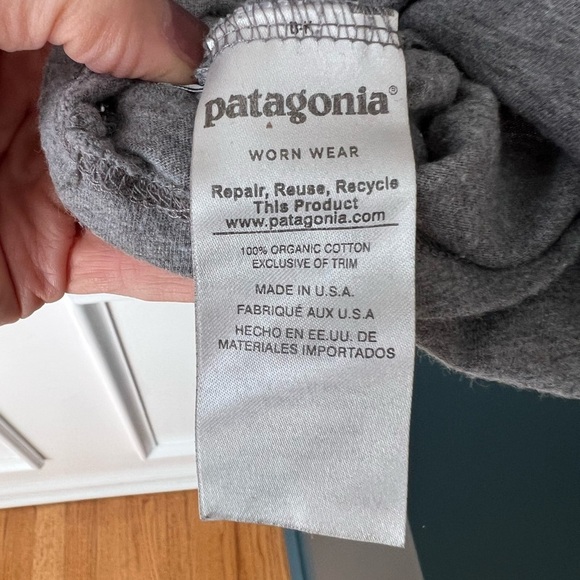 patagonia®
WORN WEAR
Repair, Reuse, Recycle
This Product
www.patagonia.com
100% ORGANIC COTTON
EXCLUSIVE OF TRIM
MADE IN U.S.A.
FABRIQUÉ AUX U.S.A
HECHO EN EE.UU. DE
MATERIALES IMPORTADOS